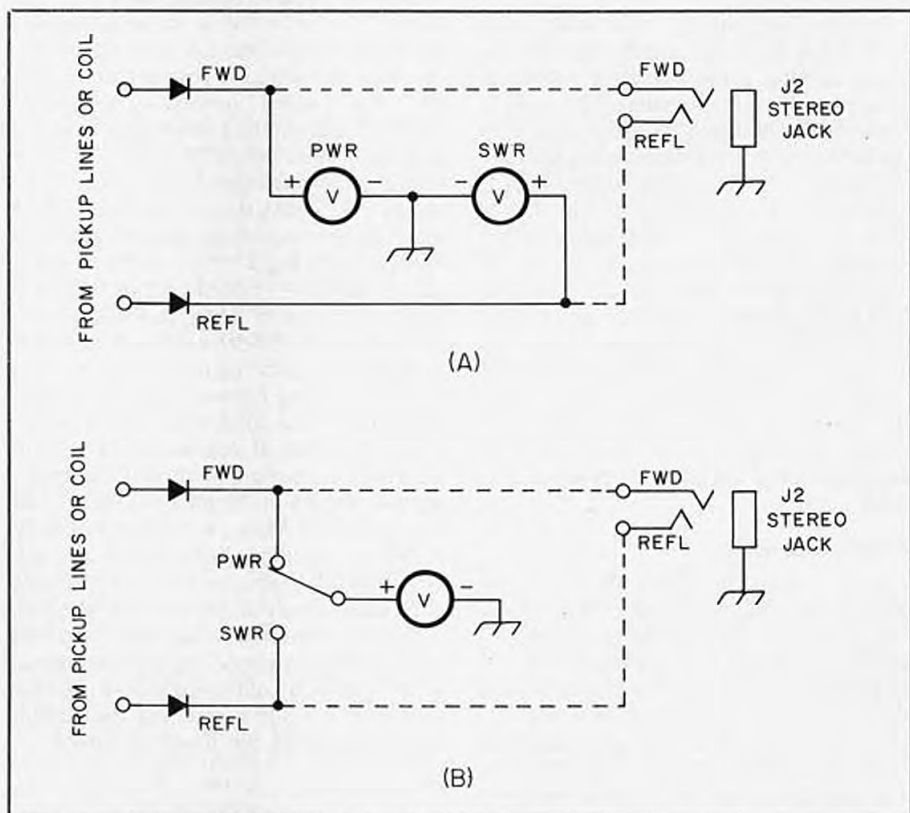 FROM PICKUP LINES OR COIL
FWD
FWD
REFL
J2
STEREO
JACK
PWR
SWR
+
V
-
-
V
+
REFL
(A)
FROM PICKUP LINES OR COIL
FWD
FWD
REFL
J2
STEREO
JACK
PWR
+
V
-
SWR
REFL
(B)